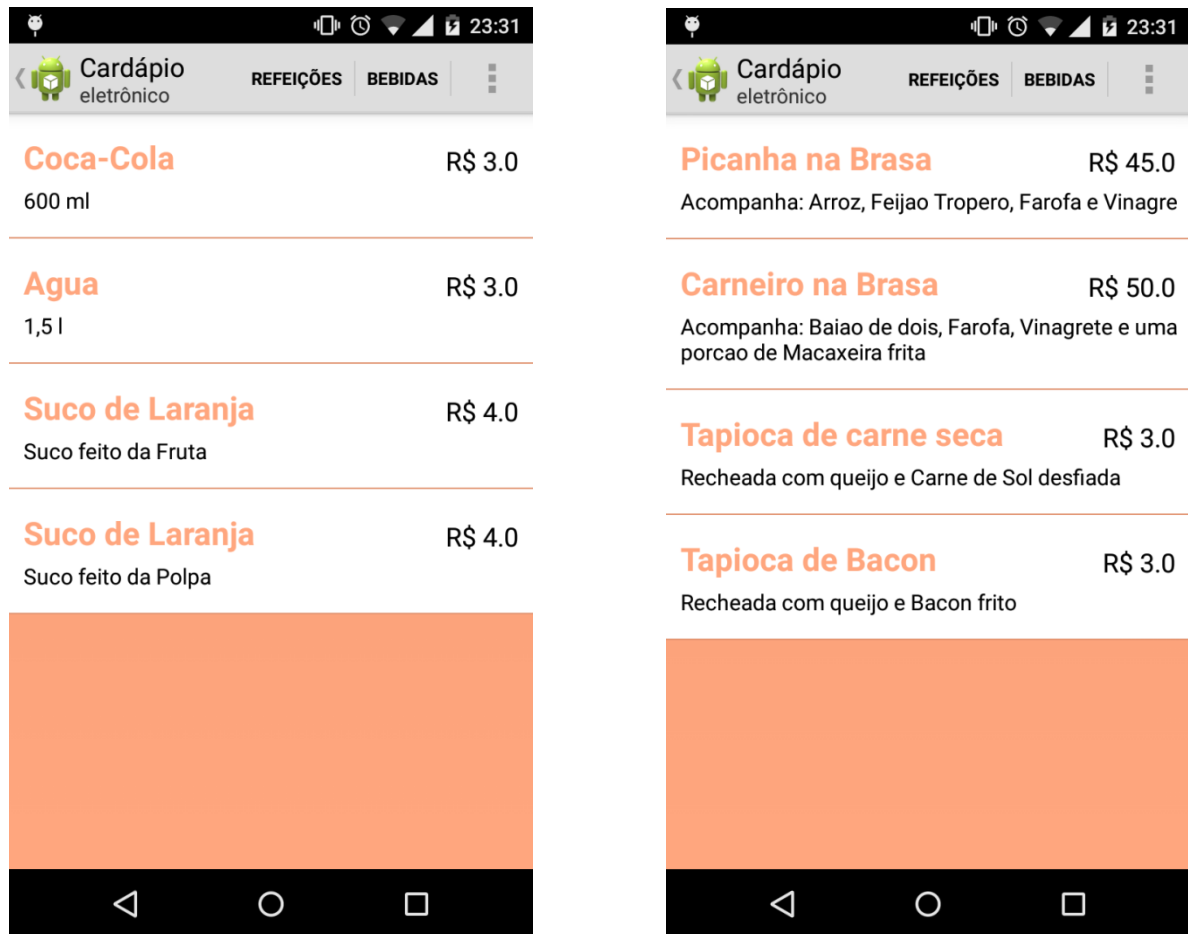 23:31
Cardápio
eletrônico
REFEIÇÕES BEBIDAS
Coca-Cola R$ 3.0
600 ml
Agua R$ 3.0
1,5 l
Suco de Laranja R$ 4.0
Suco feito da Fruta
Suco de Laranja R$ 4.0
Suco feito da Polpa
23:31
Cardápio
eletrônico
REFEIÇÕES BEBIDAS
Picanha na Brasa R$ 45.0
Acompanha: Arroz, Feijao Tropero, Farofa e Vinagre
Carneiro na Brasa R$ 50.0
Acompanha: Baiao de dois, Farofa, Vinagrete e uma
porcao de Macaxeira frita
Tapioca de carne seca R$ 3.0
Recheada com queijo e Carne de Sol desfiada
Tapioca de Bacon R$ 3.0
Recheada com queijo e Bacon frito